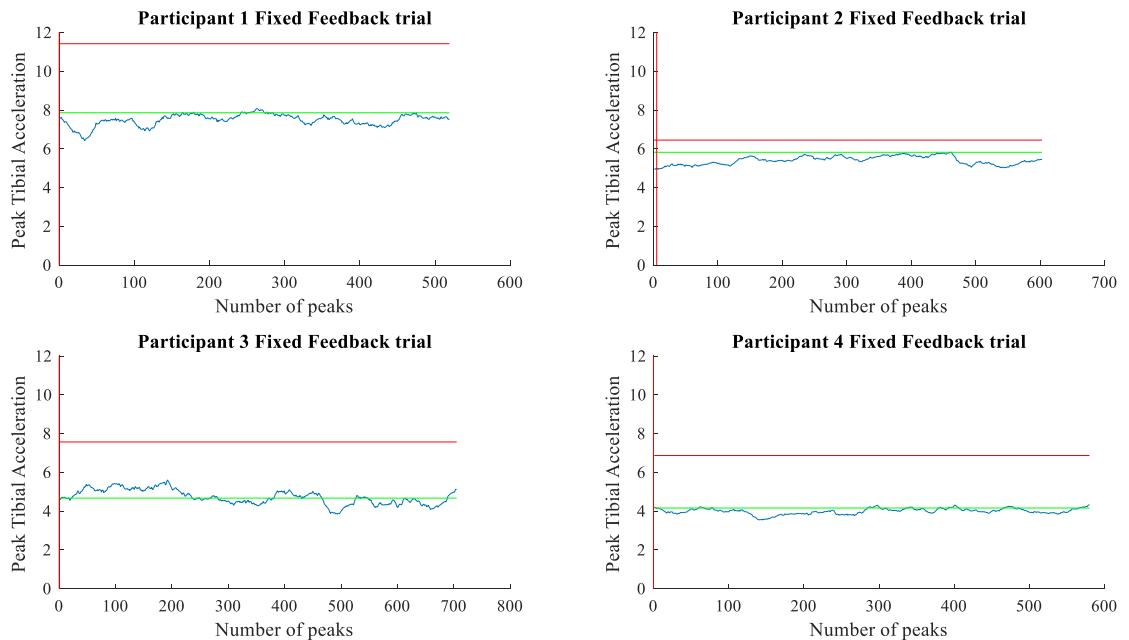 Participant 1 Fixed Feedback trial
12
10
8
6
4
2
0
Peak Tibial Acceleration
0 100 200 300 400 500 600
Number of peaks
Participant 2 Fixed Feedback trial
12
10
8
6
4
2
0
Peak Tibial Acceleration
0 100 200 300 400 500 600 700
Number of peaks
Participant 3 Fixed Feedback trial
12
10
8
6
4
2
0
Peak Tibial Acceleration
0 100 200 300 400 500 600 700 800
Number of peaks
Participant 4 Fixed Feedback trial
12
10
8
6
4
2
0
Peak Tibial Acceleration
0 100 200 300 400 500 600
Number of peaks